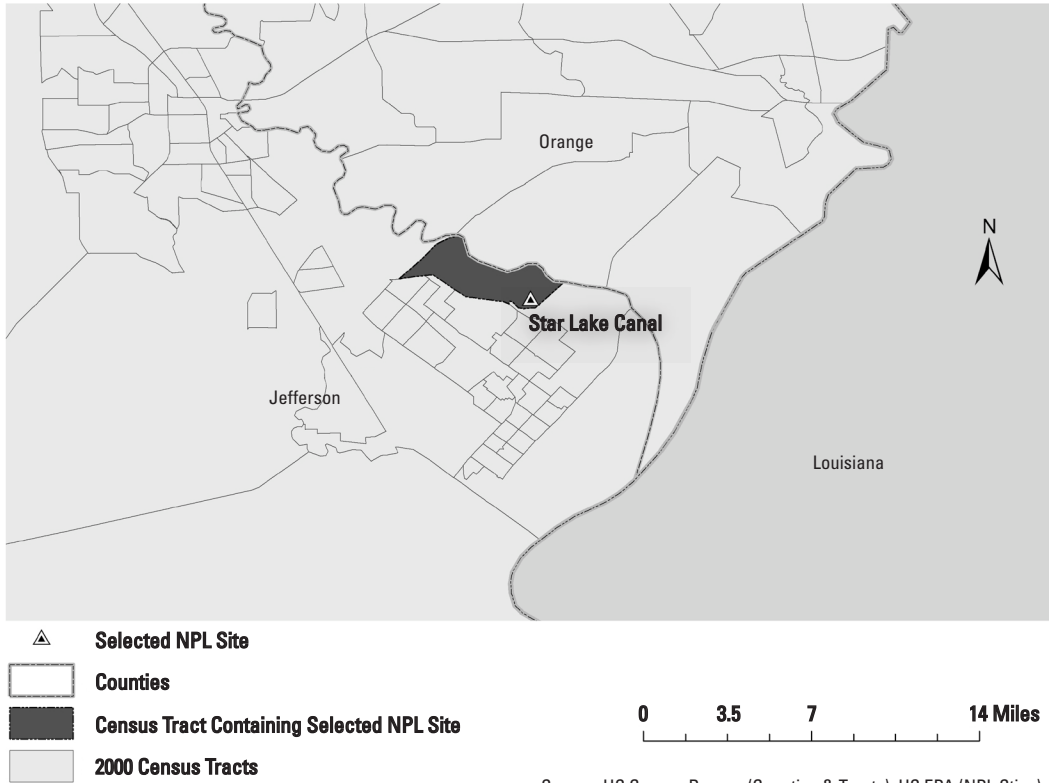 Orange
N
Star Lake Canal
Jefferson
Louisiana
Selected NPL Site
Counties
Census Tract Containing Selected NPL Site
2000 Census Tracts
0 3.5 7 14 Miles